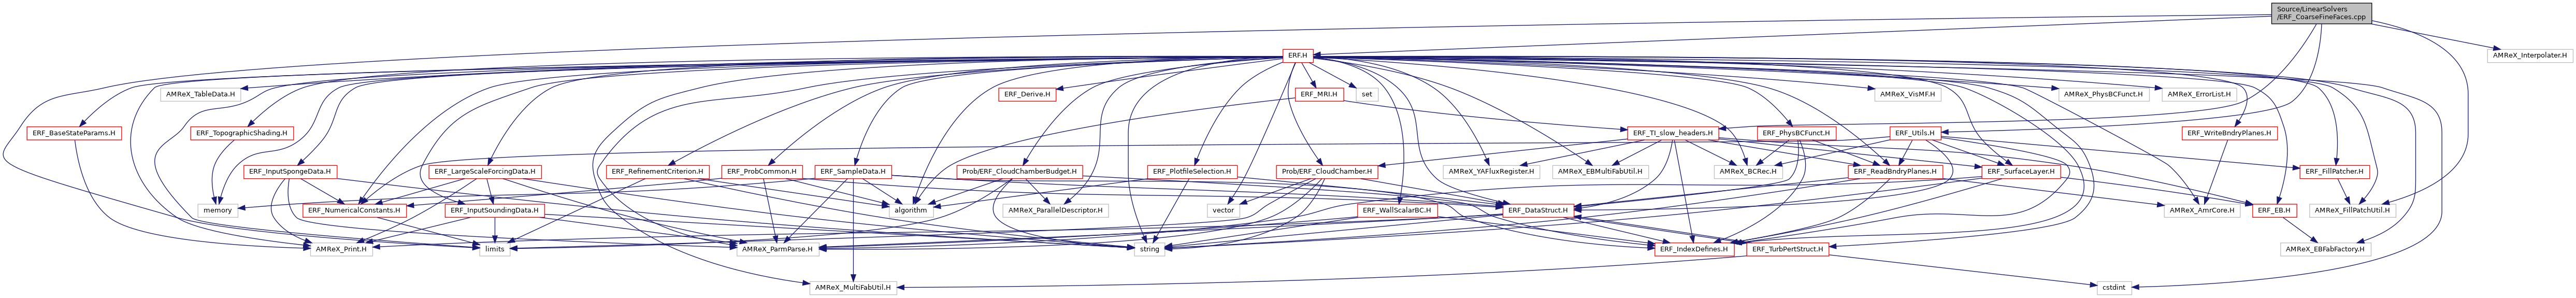 Source/LinearSolvers
/ERF_CoarseFineFaces.cpp
ERF.H
AMReX_Interpolater.H
AMReX_TableData.H
ERF_Derive.H
ERF_MRI.H
set
AMReX_VisMF.H
AMReX_PhysBCFunct.H
AMReX_ErrorList.H
ERF_BaseStateParams.H
ERF_TopographicShading.H
ERF_TI_slow_headers.H
ERF_PhysBCFunct.H
ERF_Utils.H
ERF_WriteBndryPlanes.H
ERF_InputSpongeData.H
ERF_LargeScaleForcingData.H
ERF_RefinementCriterion.H
ERF_ProbCommon.H
ERF_SampleData.H
Prob/ERF_CloudChamberBudget.H
ERF_PlotfileSelection.H
Prob/ERF_CloudChamber.H
AMReX_YAFluxRegister.H
AMReX_EBMultiFabUtil.H
AMReX_BCRec.H
ERF_ReadBndryPlanes.H
ERF_SurfaceLayer.H
ERF_FillPatcher.H
memory
ERF_NumericalConstants.H
ERF_InputSoundingData.H
algorithm
AMReX_ParallelDescriptor.H
vector
ERF_WallScalarBC.H
ERF_DataStruct.H
AMReX_AmrCore.H
ERF_EB.H
AMReX_FillPatchUtil.H
AMReX_Print.H
limits
AMReX_ParmParse.H
string
ERF_IndexDefines.H
ERF_TurbPertStruct.H
AMReX_EBFabFactory.H
AMReX_MultiFabUtil.H
cstdint